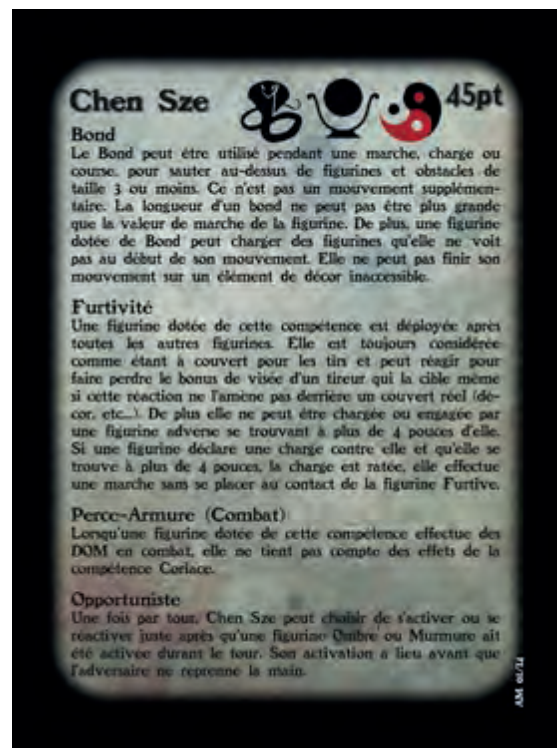 Chen Sze 45pt
Bond
Le Bond peut être utilisé pendant une marche, charge ou
course, pour sauter au-dessus de figurines et obstacles de
taille 3 ou moins. Ce n'est pas un mouvement supplémen-
taire. La longueur d'un bond ne peut pas être plus grande
que la valeur de marche de la figurine. De plus, une figurine
dotée de Bond peut charger des figurines qu'elle ne voit
pas au début de son mouvement. Elle ne peut pas finir son
mouvement sur un élément de décor inaccessible.
Furtivité
Une figurine dotée de cette compétence est déployée après
toutes les autres figurines. Elle est toujours considérée
comme étant à couvert pour les tirs et peut réagir pour
faire perdre le bonus de visée d'un tireur qui la cible même
si cette réaction ne l'amène pas derrière un couvert réel (dé-
cor, etc...). De plus elle ne peut être chargée ou engagée par
une figurine adverse se trouvant à plus de 4 pouces d'elle.
Si une figurine déclare une charge contre elle et qu'elle se
trouve à plus de 4 pouces, la charge est ratée, elle effectue
une marche sans se placer au contact de la figurine Furtive.
Perce-Armure (Combat)
Lorsqu'une figurine dotée de cette compétence effectue des
DOM en combat, elle ne tient pas compte des effets de la
compétence Coriace.
Opportuniste
Une fois par tour, Chen Sze peut choisir de s'activer ou se
réactiver juste après qu'une figurine Ombre ou Murmure ait
été activée durant le tour. Son activation a lieu avant que
l'adversaire ne reprenne la main.